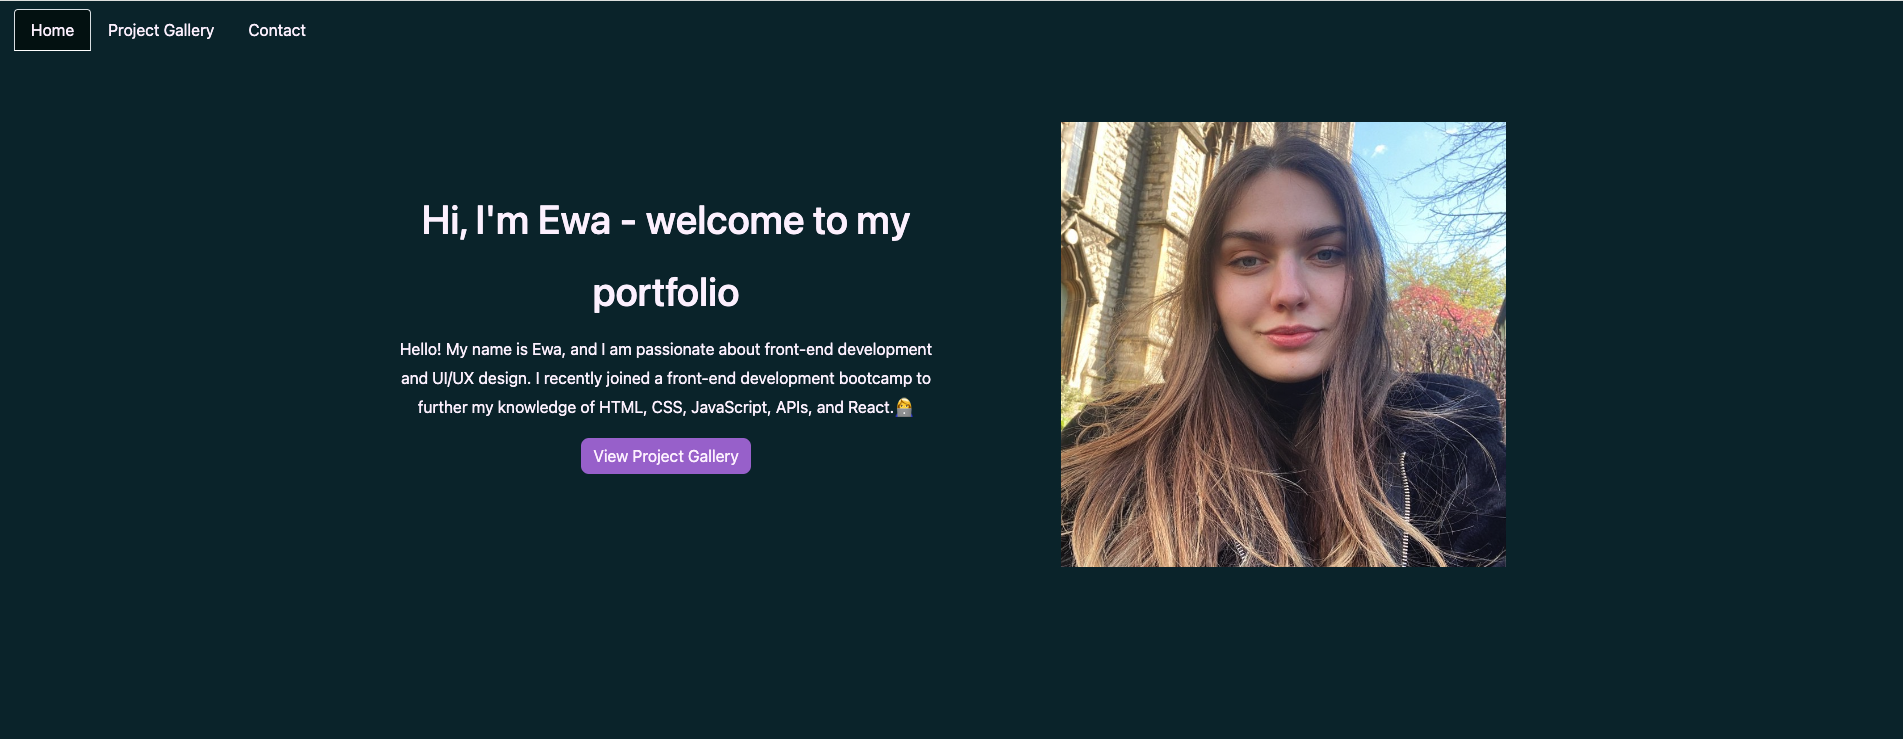 Home Project Gallery Contact
Hi, I'm Ewa - welcome to my
portfolio
Hello! My name is Ewa, and I am passionate about front-end development
and UI/UX design. I recently joined a front-end development bootcamp to
further my knowledge of HTML, CSS, JavaScript, APIs, and React.👩‍💻
View Project Gallery